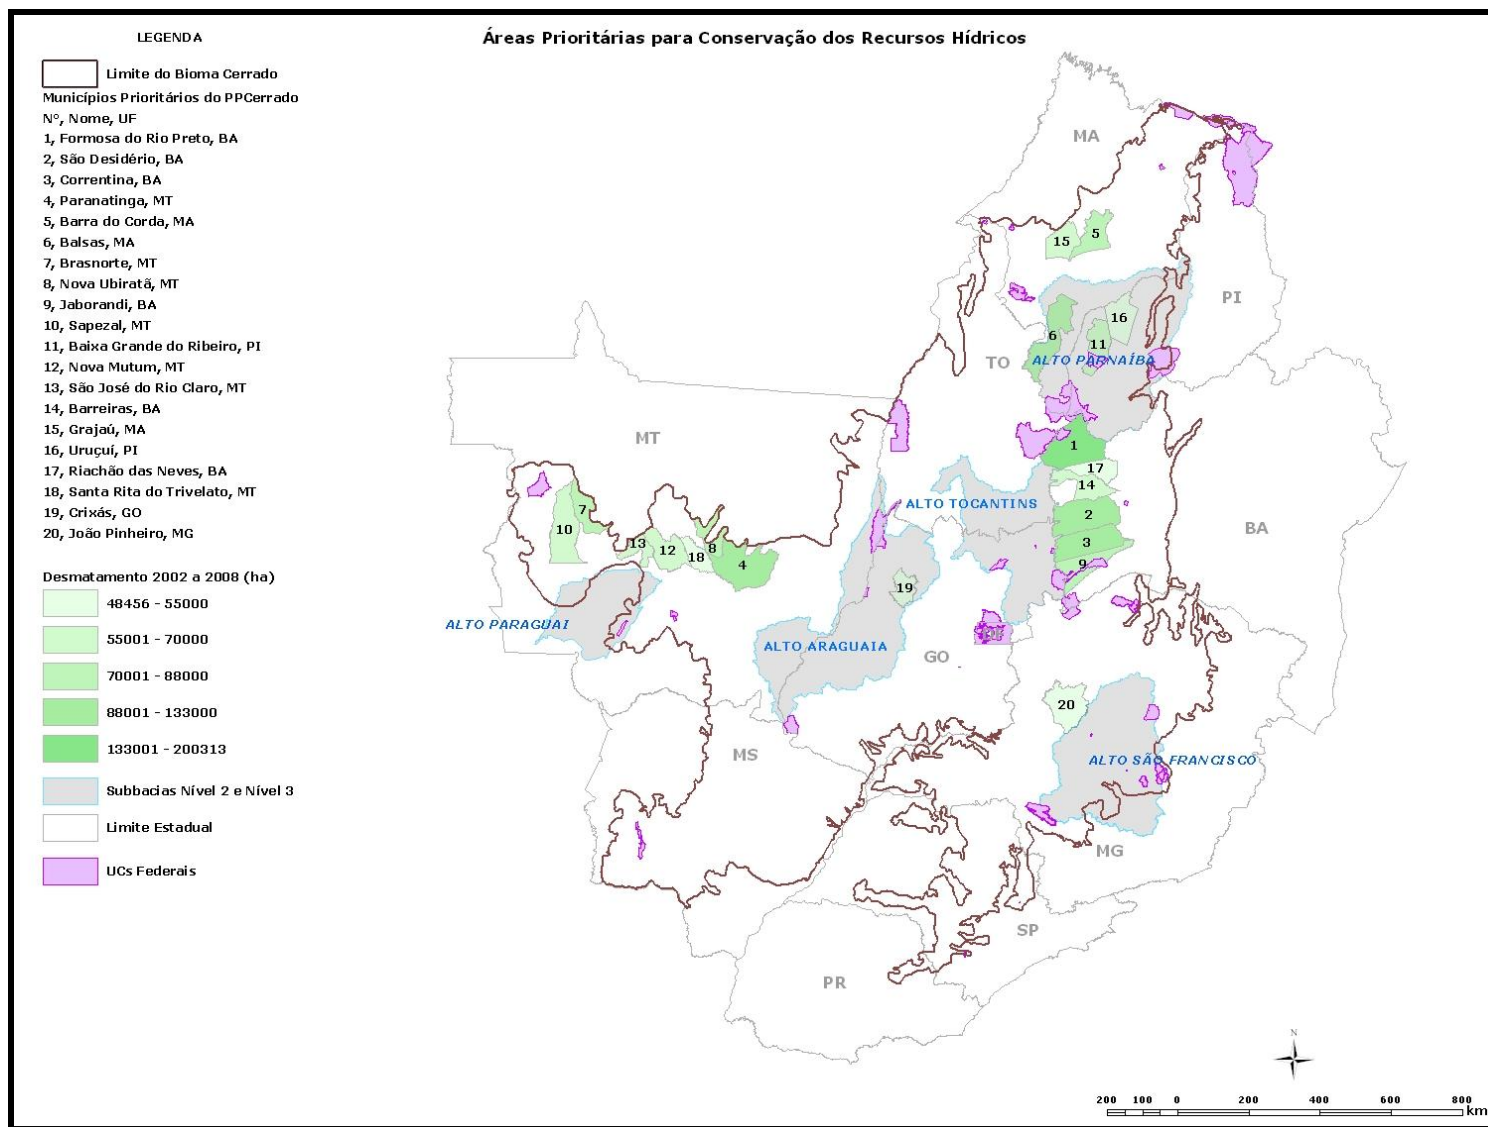 LEGENDA
Áreas Prioritárias para Conservação dos Recursos Hídricos
Limite do Bioma Cerrado
Municípios Prioritários do PPCerrado
Nº, Nome, UF
1, Formosa do Rio Preto, BA
2, São Desidério, BA
3, Correntina, BA
4, Paranatinga, MT
5, Barra do Corda, MA
6, Balsas, MA
7, Brasnorte, MT
8, Nova Ubiratã, MT
9, Jaborandi, BA
10, Sapezal, MT
11, Baixa Grande do Ribeiro, PI
12, Nova Mutum, MT
13, São José do Rio Claro, MT
14, Barreiras, BA
15, Grajaú, MA
16, Uruçuí, PI
17, Riachão das Neves, BA
18, Santa Rita do Trivelato, MT
19, Crixás, GO
20, João Pinheiro, MG
Desmatamento 2002 a 2008 (ha)
48456 - 55000
55001 - 70000
70001 - 88000
88001 - 133000
133001 - 200313
Subbacias Nível 2 e Nível 3
Limite Estadual
UCs Federais
MA
5
15
PI
16
6
11
TO
ALTO PARNAÍBA
MT
1
17
14
ALTO TOCANTINS
2
BA
10
7
3
13
12
18
8
4
9
19
ALTO PARAGUAI
DF
ALTO ARAGUAIA
GO
20
MS
ALTO SÃO FRANCISCO
MG
SP
PR
N
200 100 0 200 400 600 800
km